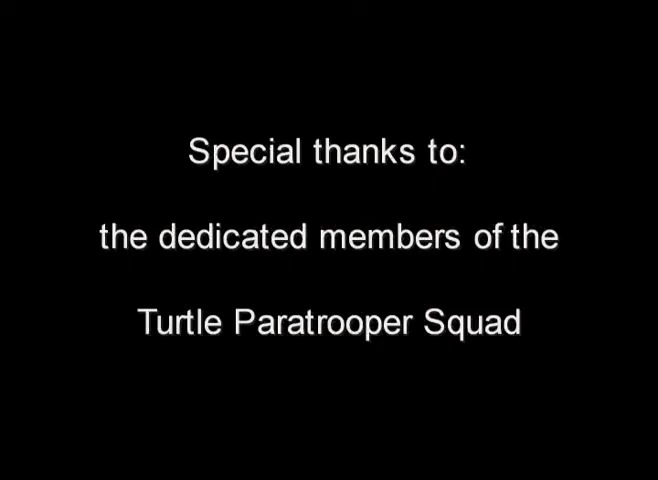 Special thanks to:
the dedicated members of the
Turtle Paratrooper Squad